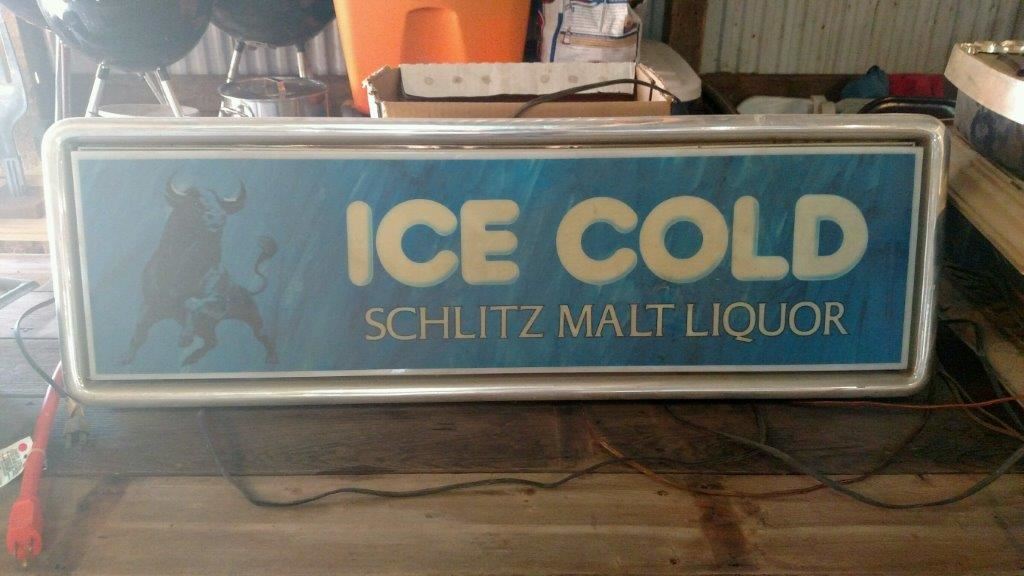 ICE COLD
SCHLITZ MALT LIQUOR